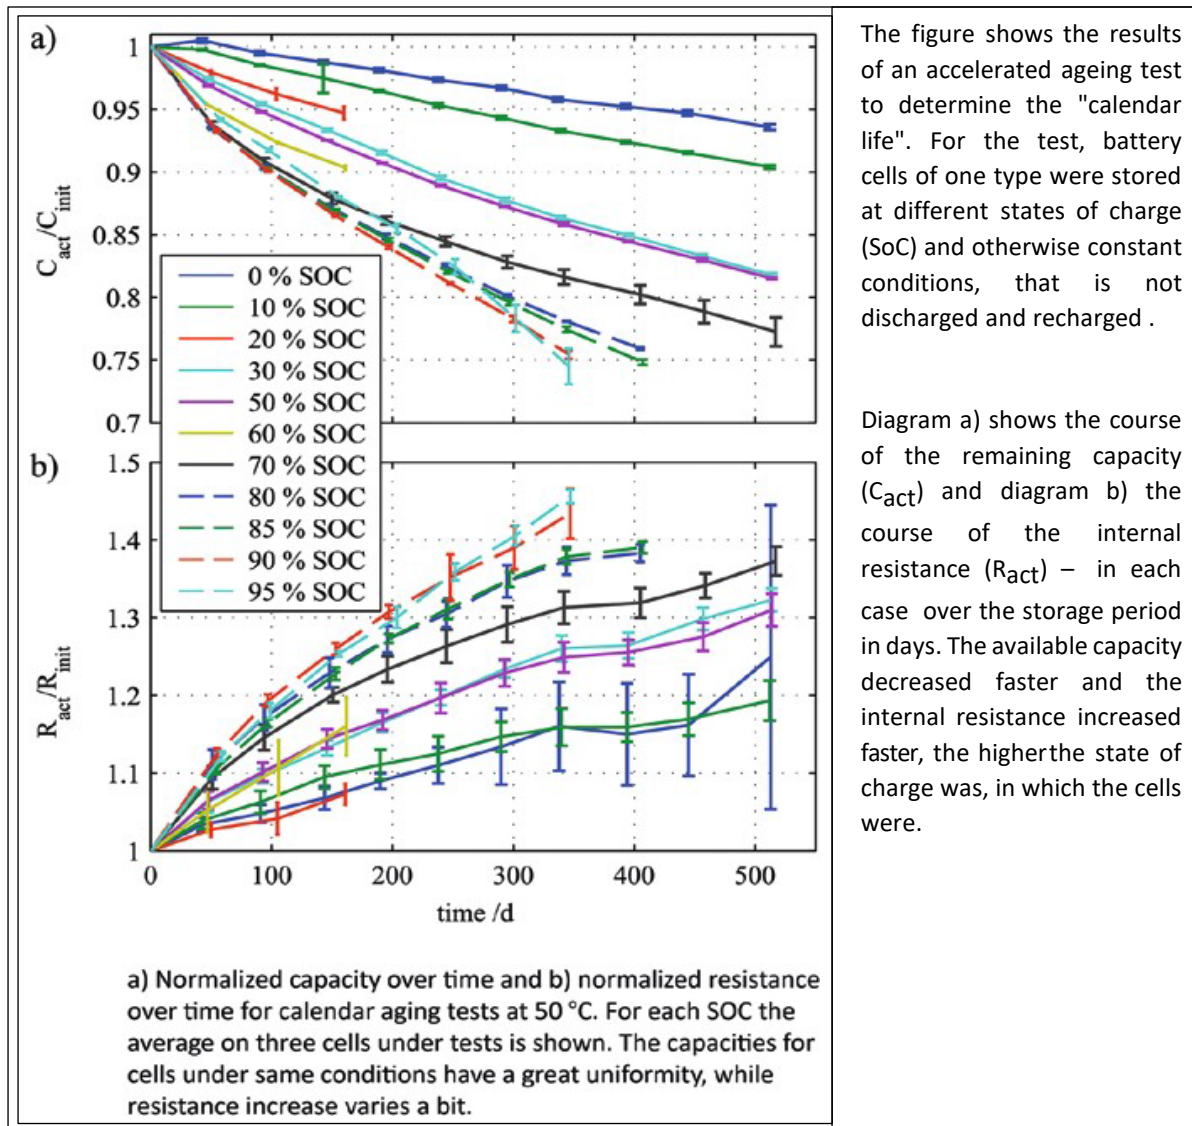 a)
1
0.95
0.9
0.85
0.8
0.75
0.7
C_act/C_init
0 % SOC
10 % SOC
20 % SOC
30 % SOC
50 % SOC
60 % SOC
70 % SOC
80 % SOC
85 % SOC
90 % SOC
95 % SOC
b)
1.5
1.4
1.3
1.2
1.1
1
R_act/R_init
0 100 200 300 400 500
time /d
a) Normalized capacity over time and b) normalized resistance
over time for calendar aging tests at 50 °C. For each SOC the
average on three cells under tests is shown. The capacities for
cells under same conditions have a great uniformity, while
resistance increase varies a bit.
The figure shows the results
of an accelerated ageing test
to determine the "calendar
life". For the test, battery
cells of one type were stored
at different states of charge
(SoC) and otherwise constant
conditions, that is not
discharged and recharged .
Diagram a) shows the course
of the remaining capacity
(Cact) and diagram b) the
course of the internal
resistance (Ract) – in each
case over the storage period
in days. The available capacity
decreased faster and the
internal resistance increased
faster, the higherthe state of
charge was, in which the cells
were.